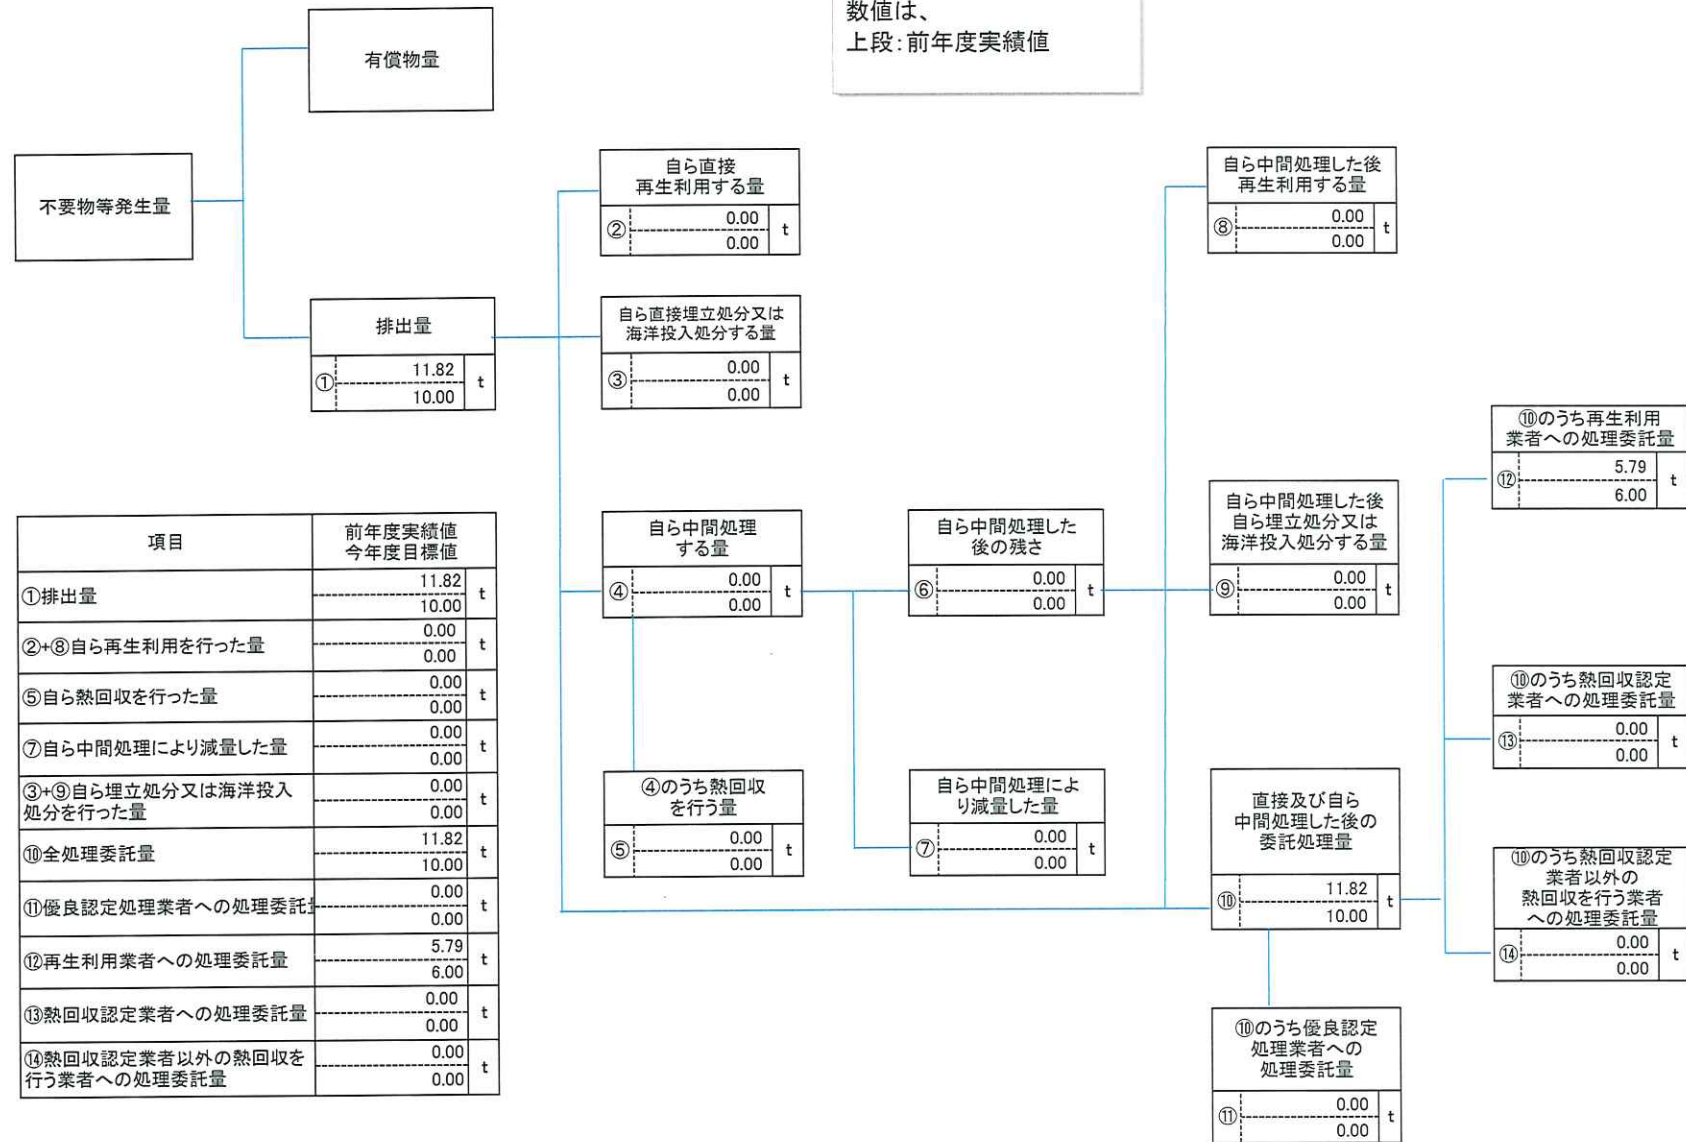 数値は、
上段:前年度実績値
有償物量
不要物等発生量
排出量
① 11.82 t
10.00
自ら直接
再生利用する量
② 0.00 t
0.00
自ら直接埋立処分又は
海洋投入処分する量
③ 0.00 t
0.00
自ら中間処理
する量
④ 0.00 t
0.00
④のうち熱回収
を行う量
⑤ 0.00 t
0.00
自ら中間処理した
後の残さ
⑥ 0.00 t
0.00
自ら中間処理によ
り減量した量
⑦ 0.00 t
0.00
自ら中間処理した後
再生利用する量
⑧ 0.00 t
0.00
自ら中間処理した後
自ら埋立処分又は
海洋投入処分する量
⑨ 0.00 t
0.00
直接及び自ら
中間処理した後の
委託処理量
⑩ 11.82 t
10.00
⑩のうち優良認定
処理業者への
処理委託量
⑪ 0.00 t
0.00
⑩のうち再生利用
業者への処理委託量
⑫ 5.79 t
6.00
⑩のうち熱回収認定
業者への処理委託量
⑬ 0.00 t
0.00
⑩のうち熱回収認定
業者以外の
熱回収を行う業者
への処理委託量
⑭ 0.00 t
0.00
項目 前年度実績値
今年度目標値
①排出量 11.82 t
10.00
②+⑧自ら再生利用を行った量 0.00 t
0.00
⑤自ら熱回収を行った量 0.00 t
0.00
⑦自ら中間処理により減量した量 0.00 t
0.00
③+⑨自ら埋立処分又は海洋投入 0.00 t
処分を行った量 0.00
⑩全処理委託量 11.82 t
10.00
⑪優良認定処理業者への処理委託 0.00 t
0.00
⑫再生利用業者への処理委託量 5.79 t
6.00
⑬熱回収認定業者への処理委託量 0.00 t
0.00
⑭熱回収認定業者以外の熱回収を 0.00 t
行う業者への処理委託量 0.00